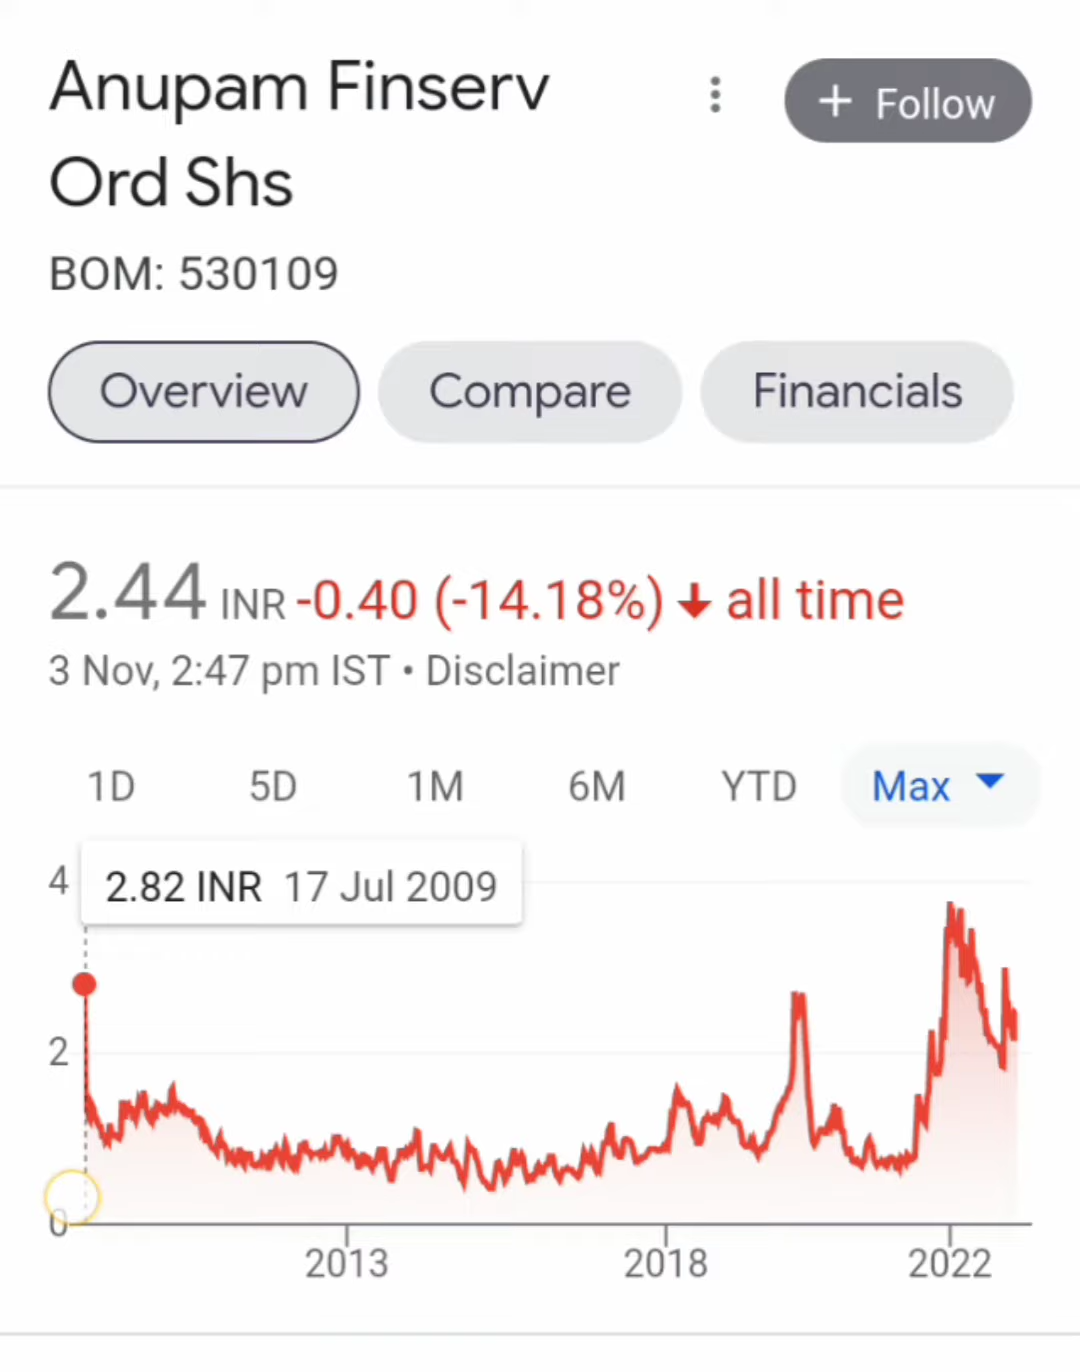 Anupam Finserv
+ Follow
Ord Shs
BOM: 530109
Overview Compare Financials
2.44 INR -0.40 (-14.18%) ↓ all time
3 Nov, 2:47 pm IST • Disclaimer
1D 5D 1M 6M YTD Max
4
2.82 INR 17 Jul 2009
2
0
2013 2018 2022